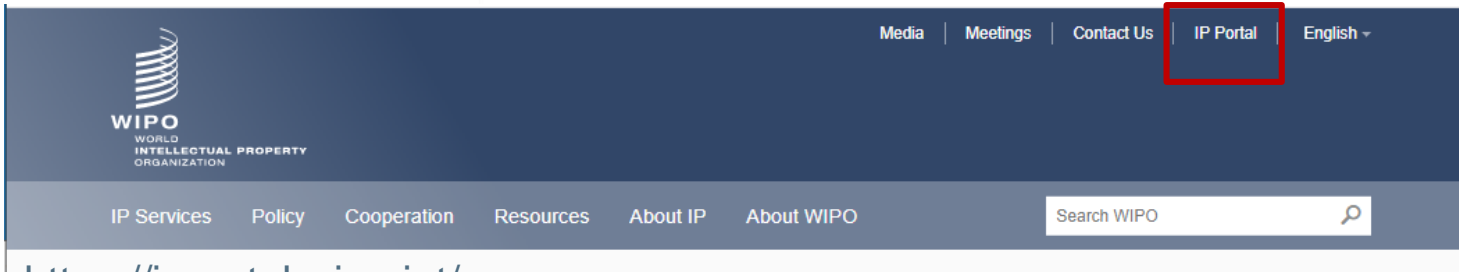 Media | Meetings | Contact Us | IP Portal | English
WIPO
WORLD
INTELLECTUAL PROPERTY
ORGANIZATION
IP Services Policy Cooperation Resources About IP About WIPO Search WIPO